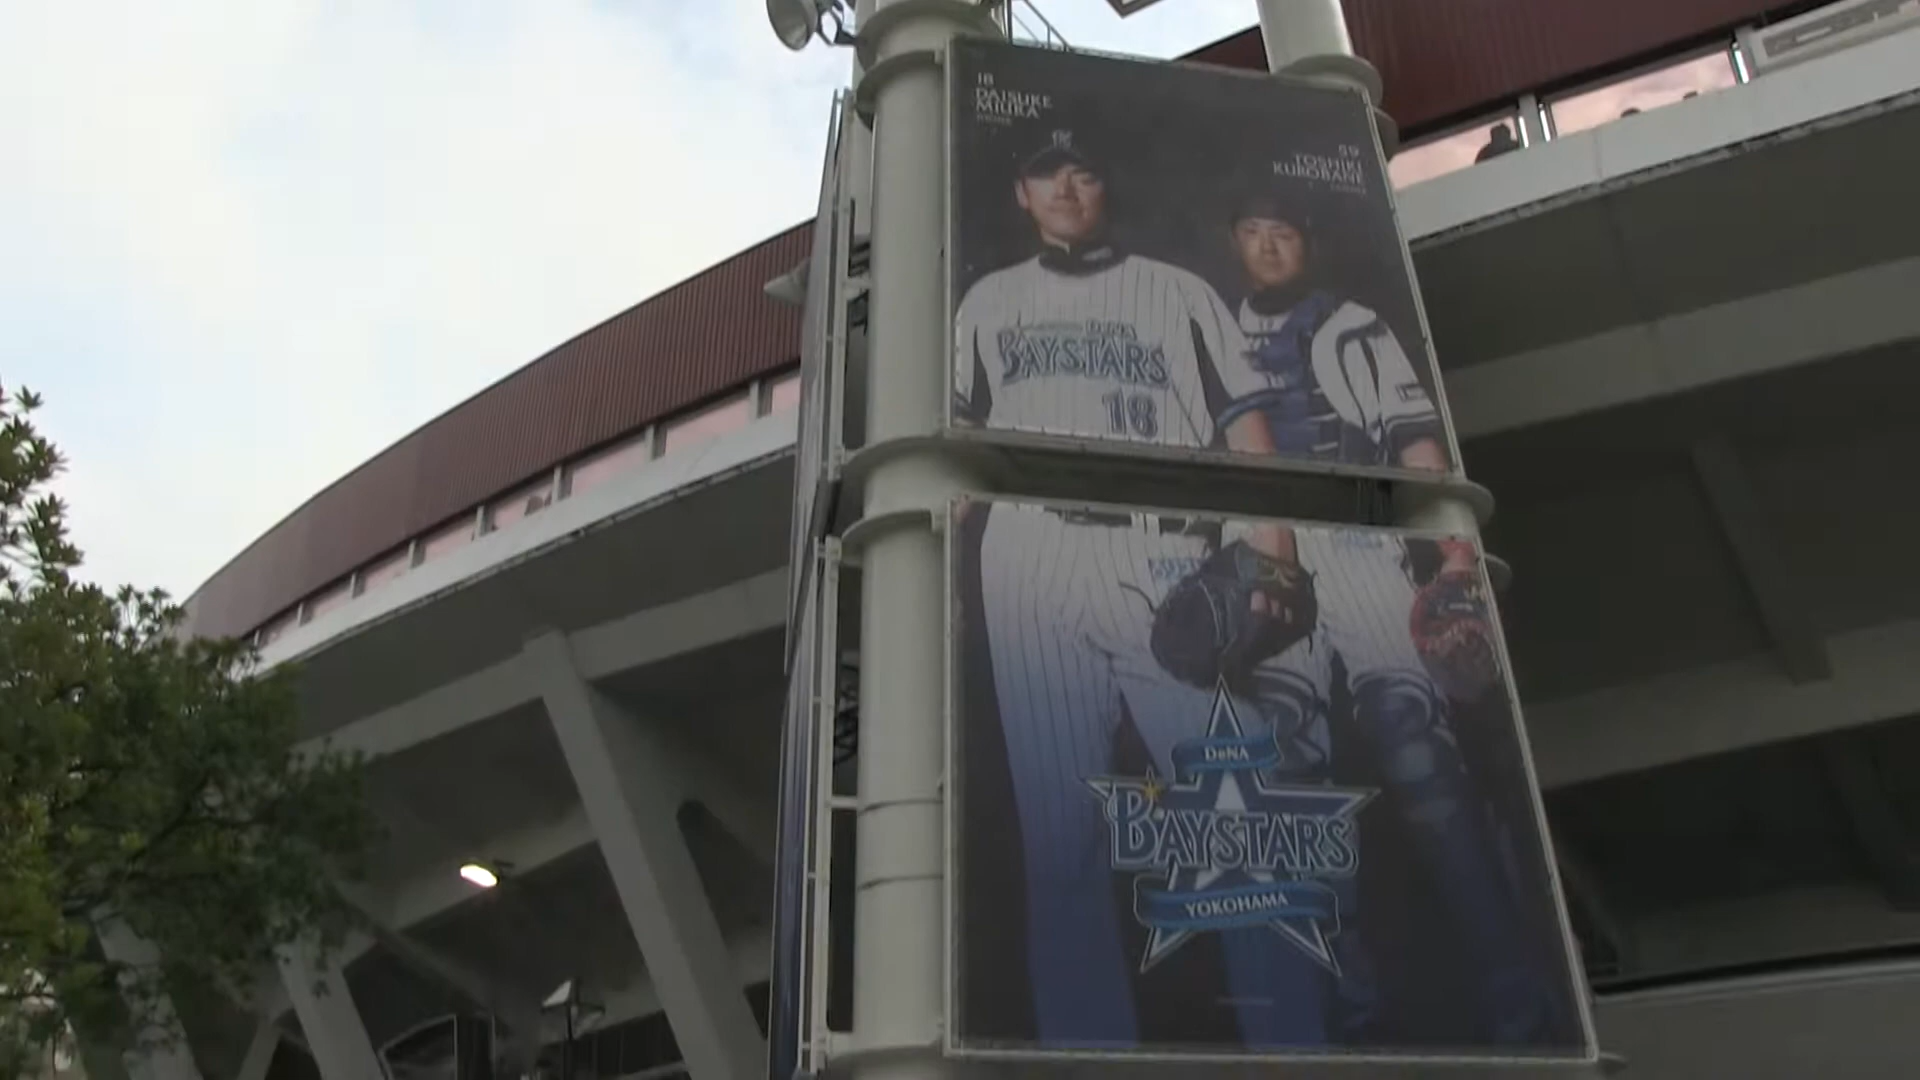 18
DAISUKE
MIURA
59
TOSHIKI
KUROBANE
DeNA
BAYSTARS
18
DeNA
BAYSTARS
YOKOHAMA